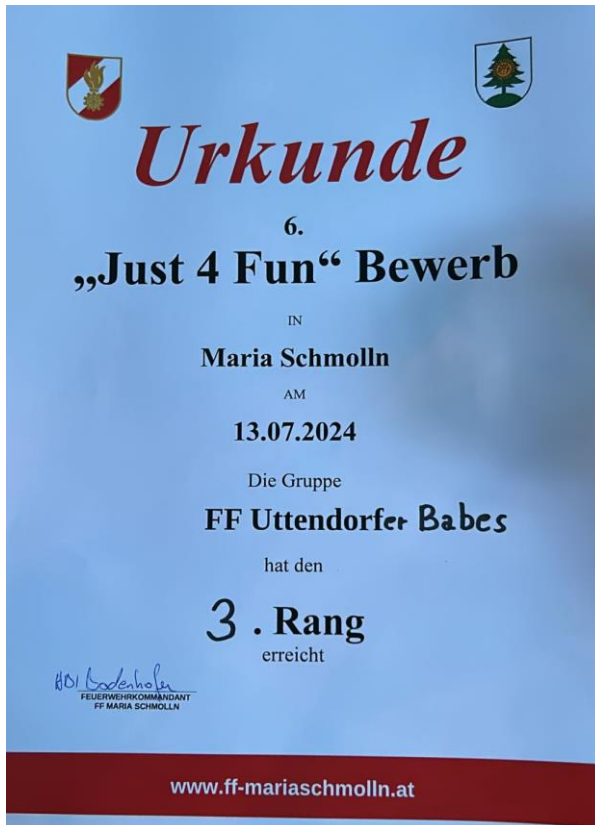 Urkunde
6.
„Just 4 Fun“ Bewerb
IN
Maria Schmolln
AM
13.07.2024
Die Gruppe
FF Uttendorfer Babes
hat den
3. Rang
erreicht
HBI Bodenhofer
FEUERWEHRKOMMANDANT
FF MARIA SCHMOLLN
www.ff-mariaschmolln.at